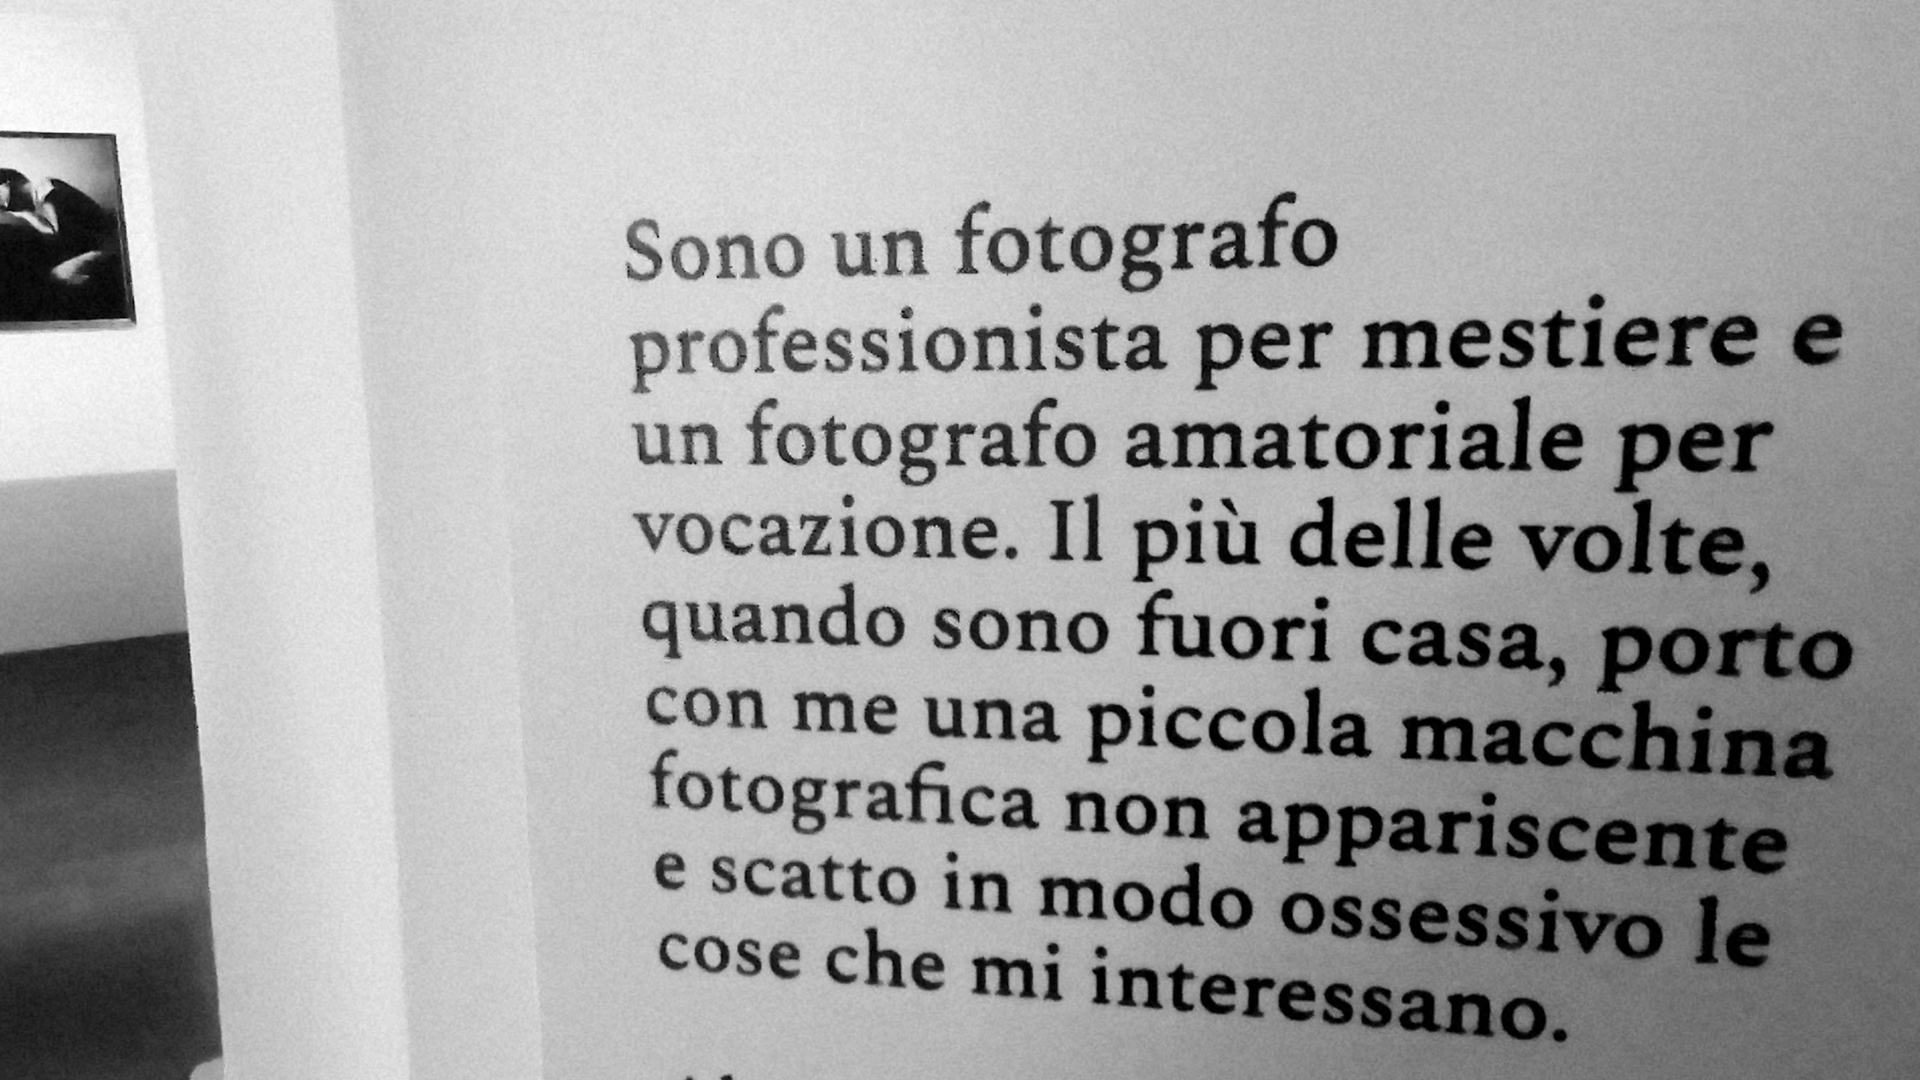 Sono un fotografo
professionista per mestiere e
un fotografo amatoriale per
vocazione. Il più delle volte,
quando sono fuori casa, porto
con me una piccola macchina
fotografica non appariscente
e scatto in modo ossessivo le
cose che mi interessano.